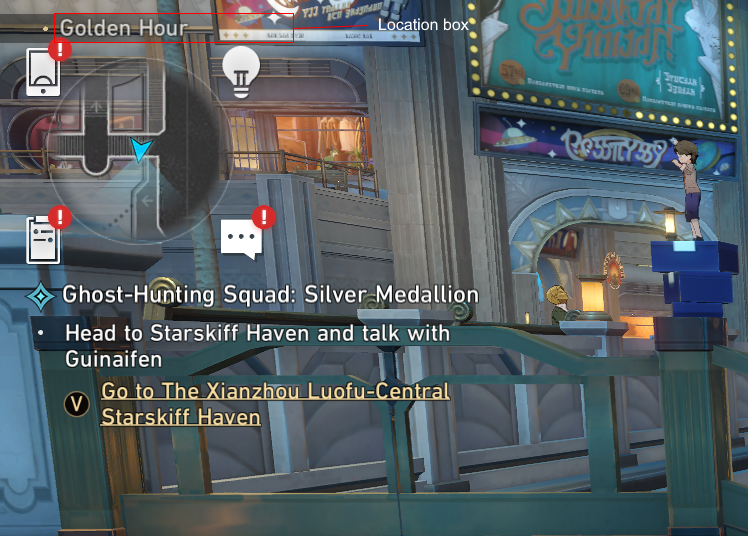 Golden Hour
Location box
Ghost-Hunting Squad: Silver Medallion
Head to Starskiff Haven and talk with
Guinaifen
V
Go to The Xianzhou Luofu-Central
Starskiff Haven